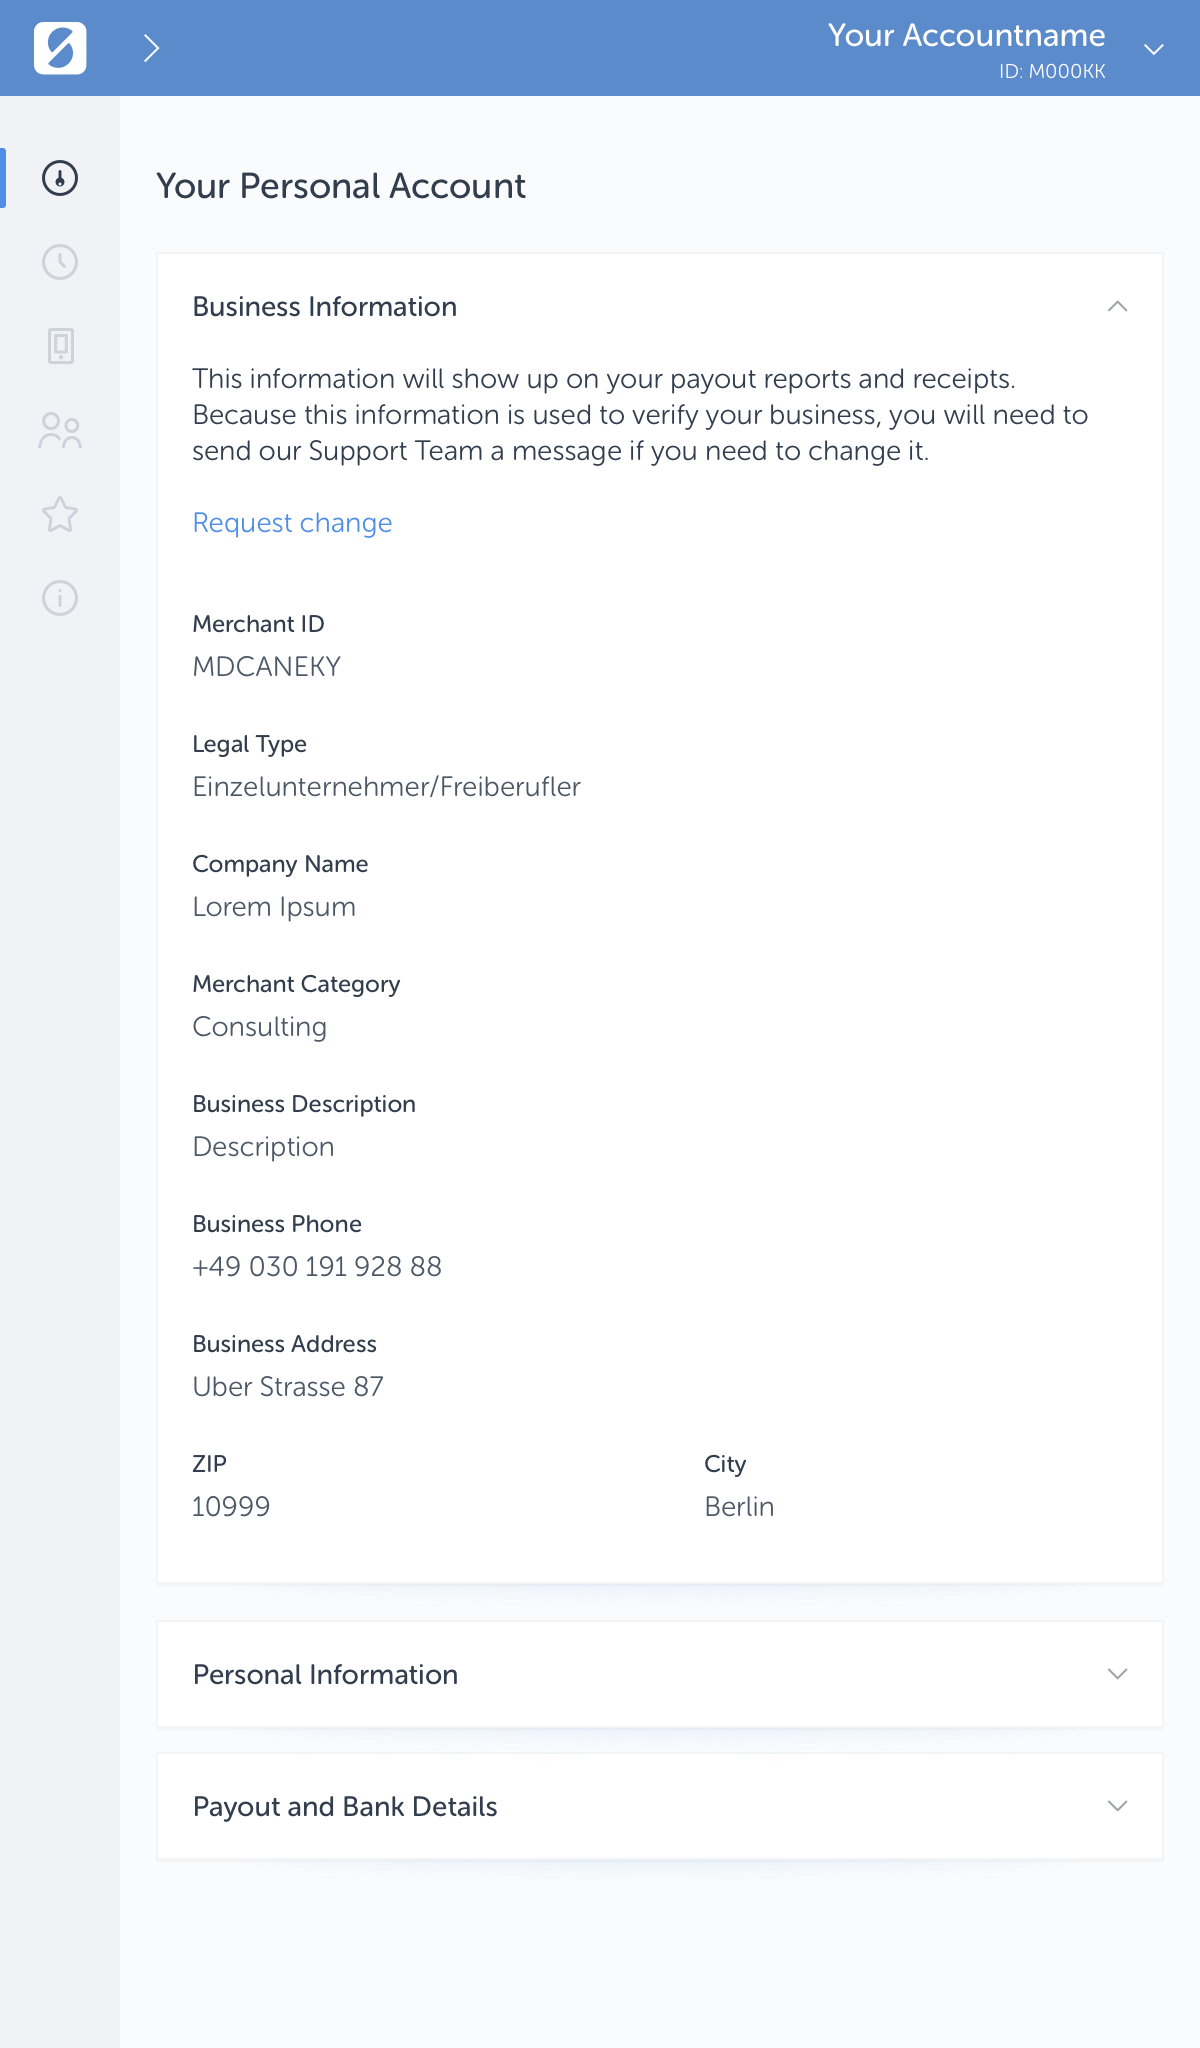 Your Accountname
ID: M000KK
Your Personal Account
Business Information
This information will show up on your payout reports and receipts.
Because this information is used to verify your business, you will need to
send our Support Team a message if you need to change it.
Request change
Merchant ID
MDCANEKY
Legal Type
Einzelunternehmer/Freiberufler
Company Name
Lorem Ipsum
Merchant Category
Consulting
Business Description
Description
Business Phone
+49 030 191 928 88
Business Address
Uber Strasse 87
ZIP
10999
City
Berlin
Personal Information
Payout and Bank Details